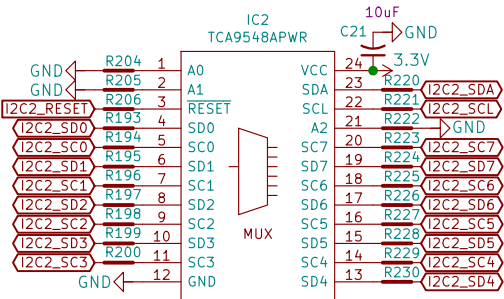 10uF
IC2
C21
GND
TCA9548APWR
3.3V
GND R204 1 A0 VCC 24
GND R205 2 A1 SDA 23 R220 I2C2_SDA
I2C2_RESET R206 3 RESET SCL 22 R221 I2C2_SCL
I2C2_SD0 R193 4 SD0 A2 21 R222 GND
I2C2_SC0 R194 5 SC0 SC7 20 R223 I2C2_SC7
I2C2_SD1 R195 6 SD1 SD7 19 R224 I2C2_SD7
I2C2_SC1 R196 7 SC1 SC6 18 R225 I2C2_SC6
I2C2_SD2 R197 8 SD2 SD6 17 R226 I2C2_SD6
I2C2_SC2 R198 9 SC2 SC5 16 R227 I2C2_SC5
I2C2_SD3 R199 10 SD3 SD5 15 R228 I2C2_SD5
I2C2_SC3 R200 11 SC3 SC4 14 R229 I2C2_SC4
GND 12 GND SD4 13 R230 I2C2_SD4
MUX